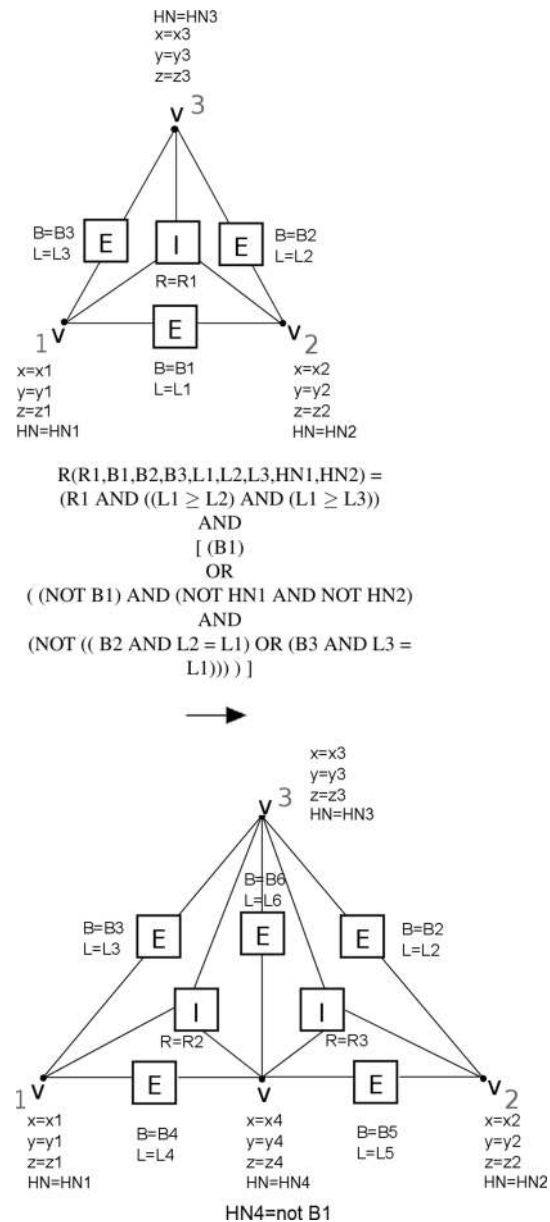 HN=HN3
x=x3
y=y3
z=z3
v 3
B=B3
L=L3
E
I
E
B=B2
L=L2
R=R1
1 v
E
v 2
x=x1
y=y1
z=z1
HN=HN1
B=B1
L=L1
x=x2
y=y2
z=z2
HN=HN2
R(R1,B1,B2,B3,L1,L2,L3,HN1,HN2) =
(R1 AND ((L1 ≥ L2) AND (L1 ≥ L3))
AND
[ (B1)
OR
( (NOT B1) AND (NOT HN1 AND NOT HN2)
AND
(NOT (( B2 AND L2 = L1) OR (B3 AND L3 =
L1))) ) ]
x=x3
y=y3
z=z3
HN=HN3
v 3
B=B6
L=L6
B=B3
L=L3
E
E
E
B=B2
L=L2
I
I
R=R2
R=R3
1 v
E
v
E
v 2
x=x1
y=y1
z=z1
HN=HN1
B=B4
L=L4
x=x4
y=y4
z=z4
HN=HN4
B=B5
L=L5
x=x2
y=y2
z=z2
HN=HN2
HN4=not B1